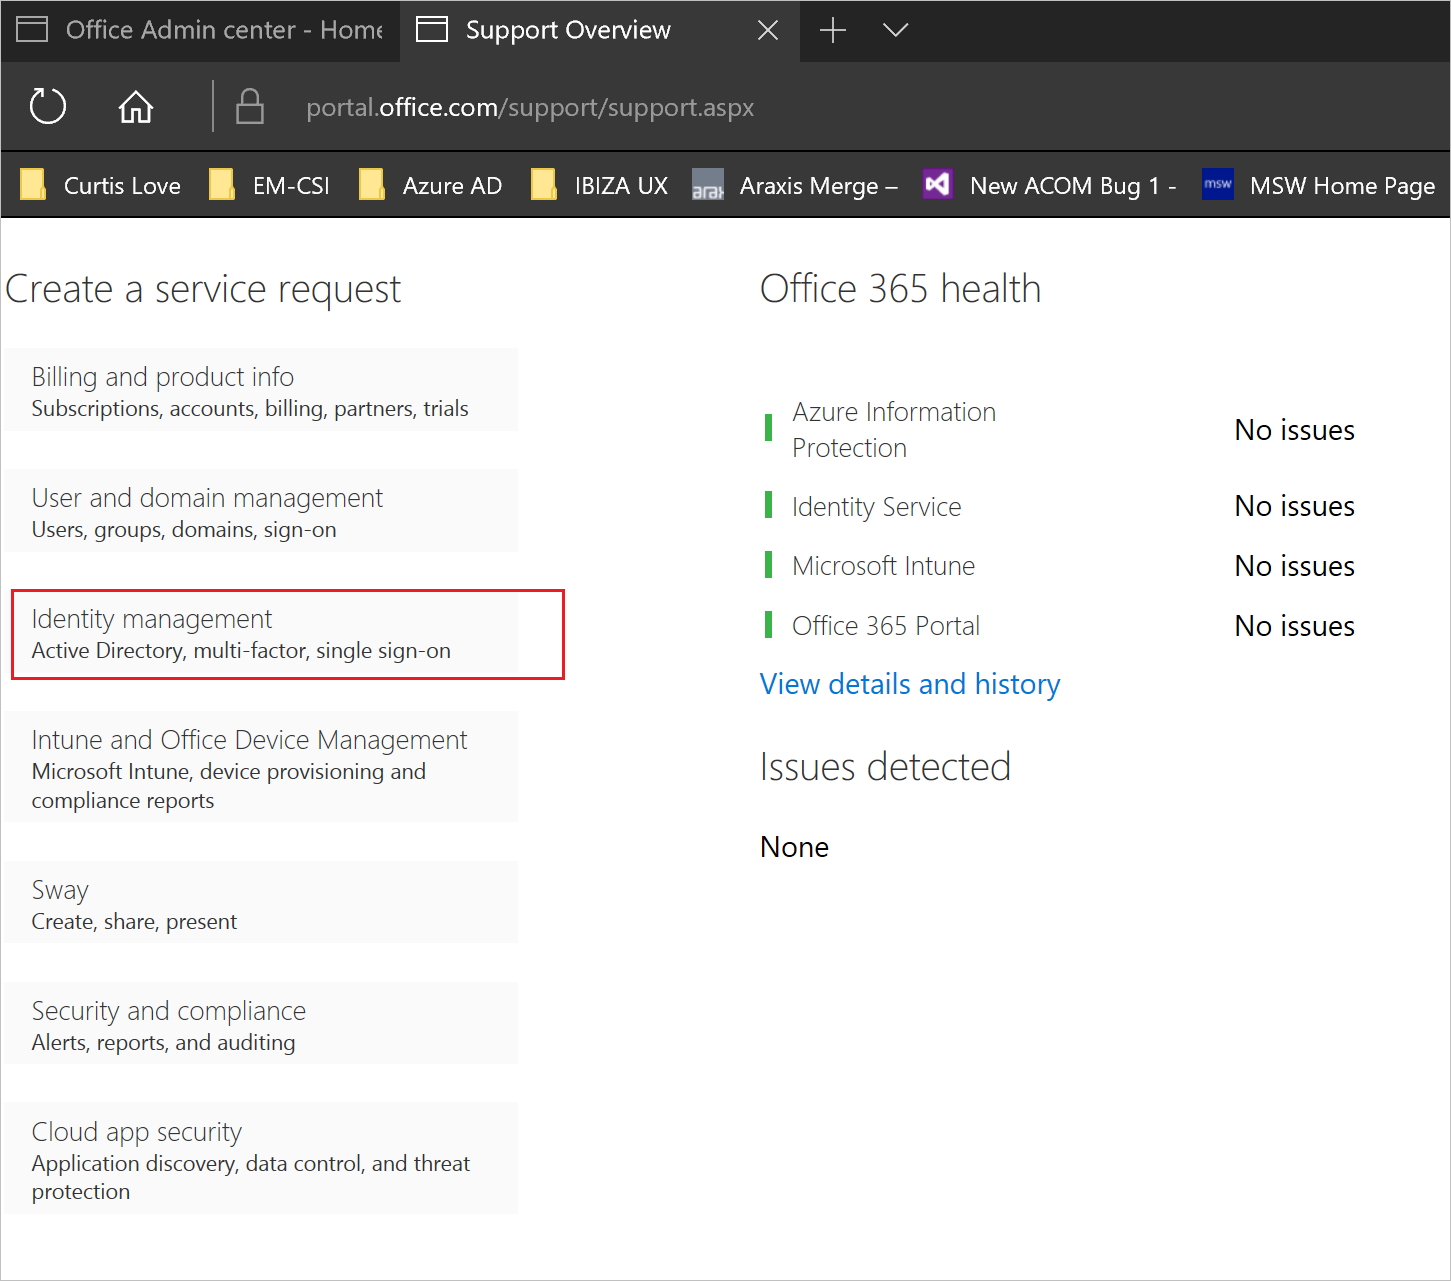 Office Admin center - Home
Support Overview
portal.office.com/support/support.aspx
Curtis Love
EM-CSI
Azure AD
IBIZA UX
arax
Araxis Merge –
New ACOM Bug 1 -
msw
MSW Home Page
Create a service request
Billing and product info
Subscriptions, accounts, billing, partners, trials
User and domain management
Users, groups, domains, sign-on
Identity management
Active Directory, multi-factor, single sign-on
Intune and Office Device Management
Microsoft Intune, device provisioning and
compliance reports
Sway
Create, share, present
Security and compliance
Alerts, reports, and auditing
Cloud app security
Application discovery, data control, and threat
protection
Office 365 health
Azure Information
Protection
No issues
Identity Service
No issues
Microsoft Intune
No issues
Office 365 Portal
No issues
View details and history
Issues detected
None